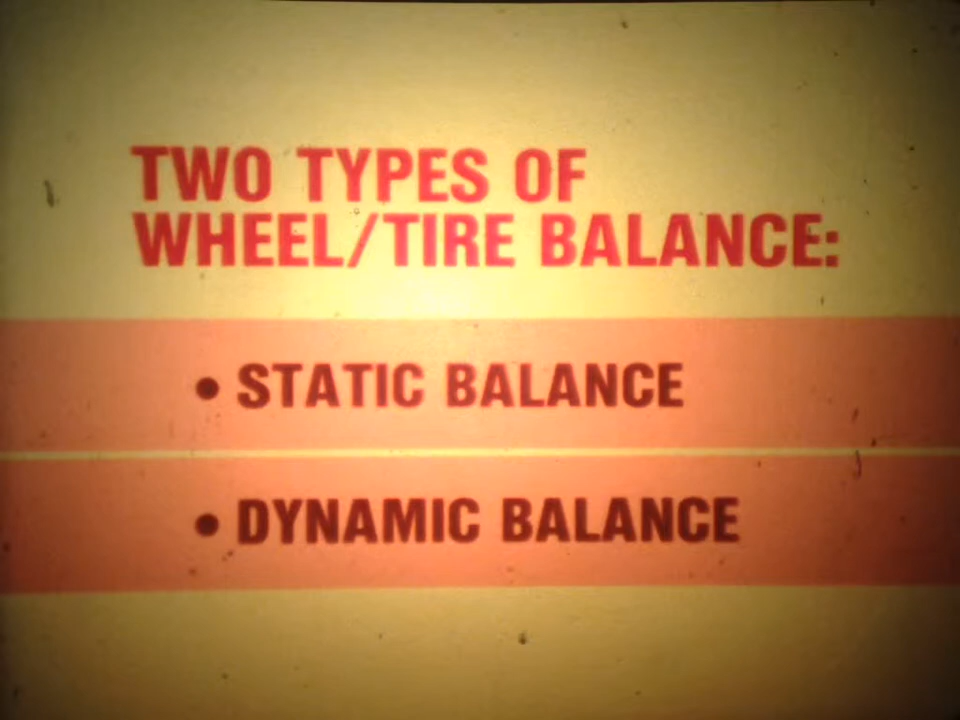 TWO TYPES OF
WHEEL/TIRE BALANCE:
• STATIC BALANCE
• DYNAMIC BALANCE